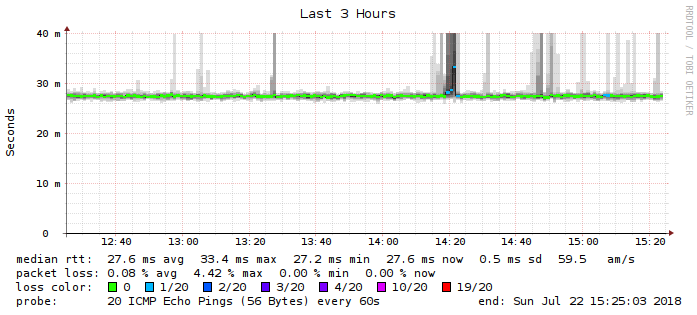 Last 3 Hours
RRDTOOL / TOBI OETIKER
Seconds
40 m
30 m
20 m
10 m
0
12:40 13:00 13:20 13:40 14:00 14:20 14:40 15:00 15:20
median rtt: 27.6 ms avg 33.4 ms max 27.2 ms min 27.6 ms now 0.5 ms sd 59.5 am/s
packet loss: 0.08 % avg 4.42 % max 0.00 % min 0.00 % now
loss color: 0 1/20 2/20 3/20 4/20 10/20 19/20
probe: 20 ICMP Echo Pings (56 Bytes) every 60s end: Sun Jul 22 15:25:03 2018